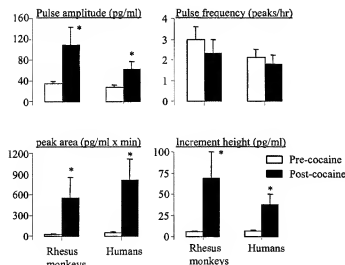 Pulse amplitude (pg/ml)
160
120
80
40
0
*
*
Pulse frequency (peaks/hr)
4
3
2
1
0
peak area (pg/ml x min)
1200
900
600
300
0
*
*
Rhesus
monkeys
Humans
Increment height (pg/ml)
100
75
50
25
0
*
*
Pre-cocaine
Post-cocaine
Rhesus
monkeys
Humans